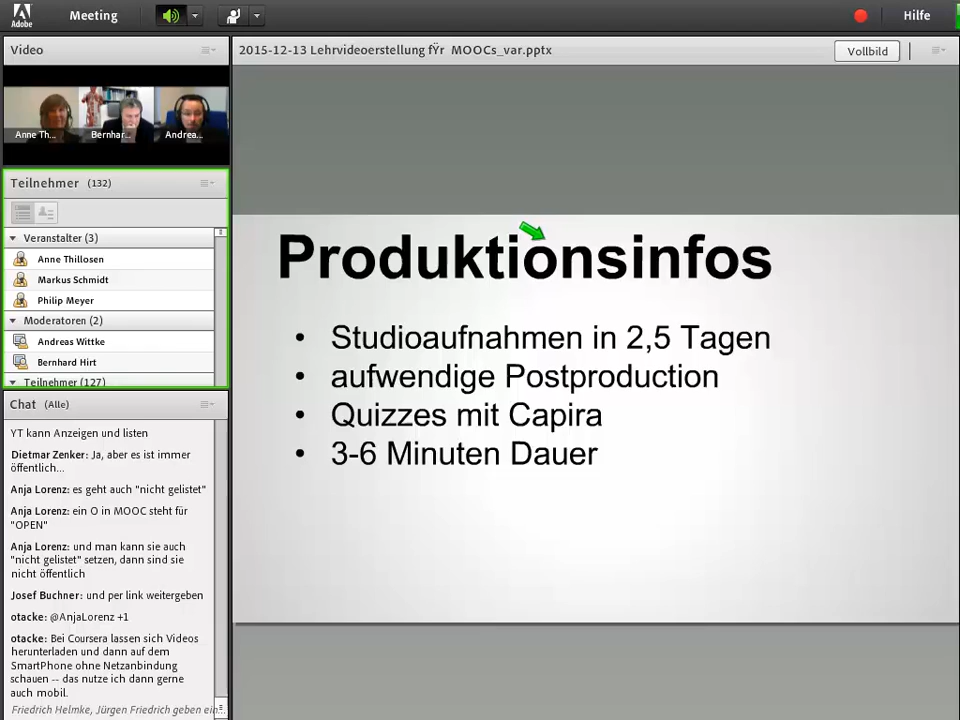 Adobe
Meeting
Hilfe
Video
Anne Th...
Bernhar...
Andrea...
Teilnehmer (132)
Veranstalter (3)
Anne Thillosen
Markus Schmidt
Philip Meyer
Moderatoren (2)
Andreas Wittke
Bernhard Hirt
Teilnehmer (127)
Chat (Alle)
YT kann Anzeigen und listen
Dietmar Zenker: Ja, aber es ist immer
öffentlich...
Anja Lorenz: es geht auch "nicht gelistet"
Anja Lorenz: ein O in MOOC steht für
"OPEN"
Anja Lorenz: und man kann sie auch
"nicht gelistet" setzen, dann sind sie
nicht öffentlich
Josef Buchner: und per link weitergeben
otacke: @AnjaLorenz +1
otacke: Bei Coursera lassen sich Videos
herunterladen und dann auf dem
SmartPhone ohne Netzanbindung
schauen -- das nutze ich dann gerne
auch mobil.
Friedrich Helmke, Jürgen Friedrich geben ein...
2015-12-13 Lehrvideoerstellung fŸr MOOCs_var.pptx
Vollbild
Produktionsinfos
• Studioaufnahmen in 2,5 Tagen
• aufwendige Postproduction
• Quizzes mit Capira
• 3-6 Minuten Dauer